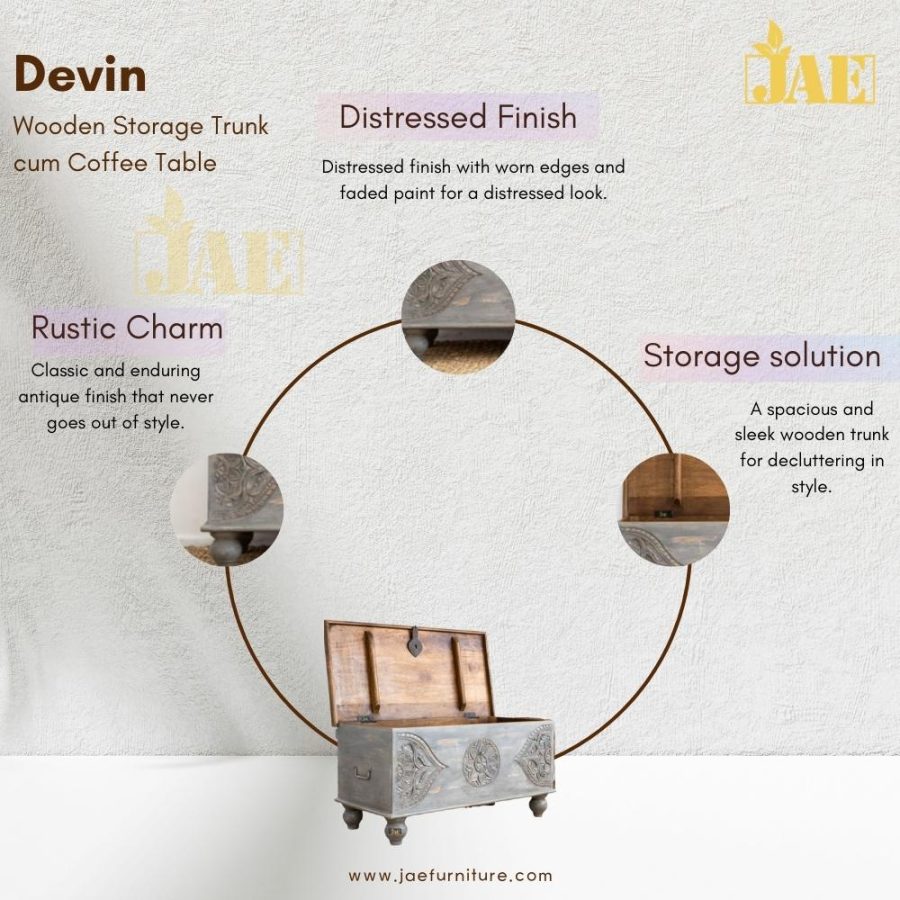 Devin
Wooden Storage Trunk
cum Coffee Table
JAE
Distressed Finish
Distressed finish with worn edges and
faded paint for a distressed look.
JAE
Rustic Charm
Classic and enduring
antique finish that never
goes out of style.
Storage solution
A spacious and
sleek wooden trunk
for decluttering in
style.
www.jaefurniture.com